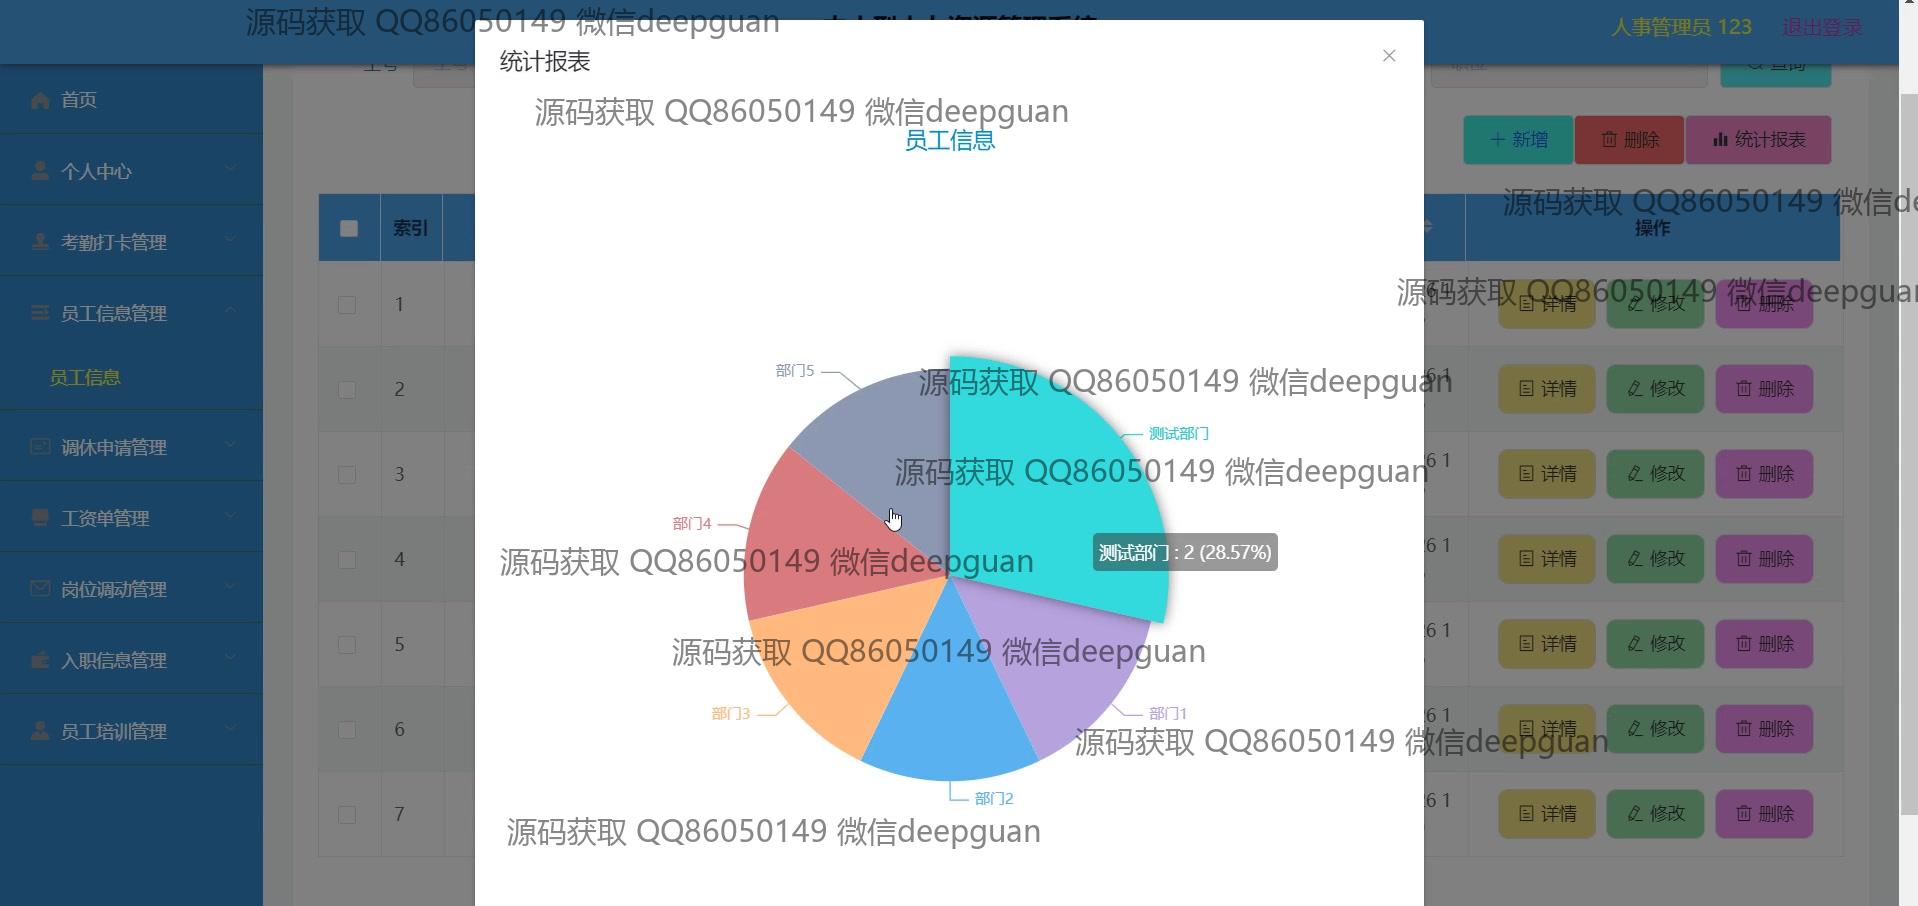 源码获取 QQ86050149 微信deepguan
人事管理员 123
退出登录
统计报表
首页
源码获取 QQ86050149 微信deepguan
员工信息
新增
删除
统计报表
个人中心
源码获取 QQ86050149 微信de
索引
操作
考勤打卡管理
源码获取 QQ86050149 微信deepguan
1
详情
修改
删除
员工信息管理
员工信息
部门5
源码获取 QQ86050149 微信deepguan
2
26 1
详情
修改
删除
测试部门
调休申请管理
源码获取 QQ86050149 微信deepguan
3
26 1
详情
修改
删除
工资单管理
部门4
测试部门 : 2 (28.57%)
源码获取 QQ86050149 微信deepguan
4
26 1
详情
修改
删除
岗位调动管理
源码获取 QQ86050149 微信deepguan
5
26 1
详情
修改
删除
入职信息管理
部门3
部门1
6
26 1
详情
修改
删除
员工培训管理
源码获取 QQ86050149 微信deepguan
部门2
7
26 1
详情
修改
删除
源码获取 QQ86050149 微信deepguan